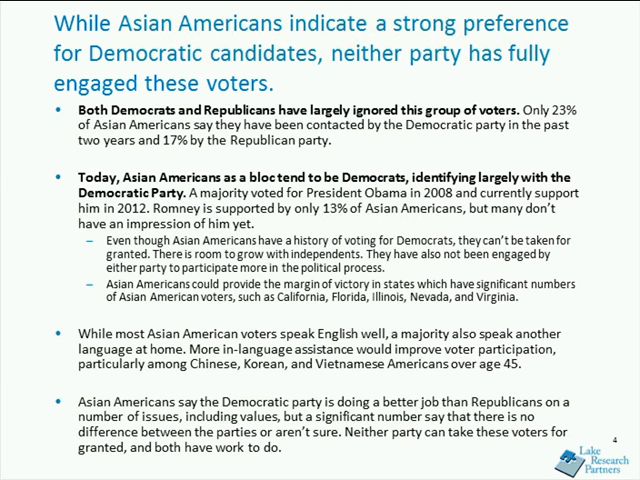 While Asian Americans indicate a strong preference
for Democratic candidates, neither party has fully
engaged these voters.
• Both Democrats and Republicans have largely ignored this group of voters. Only 23%
of Asian Americans say they have been contacted by the Democratic party in the past
two years and 17% by the Republican party.
• Today, Asian Americans as a bloc tend to be Democrats, identifying largely with the
Democratic Party. A majority voted for President Obama in 2008 and currently support
him in 2012. Romney is supported by only 13% of Asian Americans, but many don't
have an impression of him yet.
– Even though Asian Americans have a history of voting for Democrats, they can't be taken for
granted. There is room to grow with independents. They have also not been engaged by
either party to participate more in the political process.
– Asian Americans could provide the margin of victory in states which have significant numbers
of Asian American voters, such as California, Florida, Illinois, Nevada, and Virginia.
• While most Asian American voters speak English well, a majority also speak another
language at home. More in-language assistance would improve voter participation,
particularly among Chinese, Korean, and Vietnamese Americans over age 45.
• Asian Americans say the Democratic party is doing a better job than Republicans on a
number of issues, including values, but a significant number say that there is no
difference between the parties or aren't sure. Neither party can take these voters for
granted, and both have work to do.
4
Lake
Research
Partners